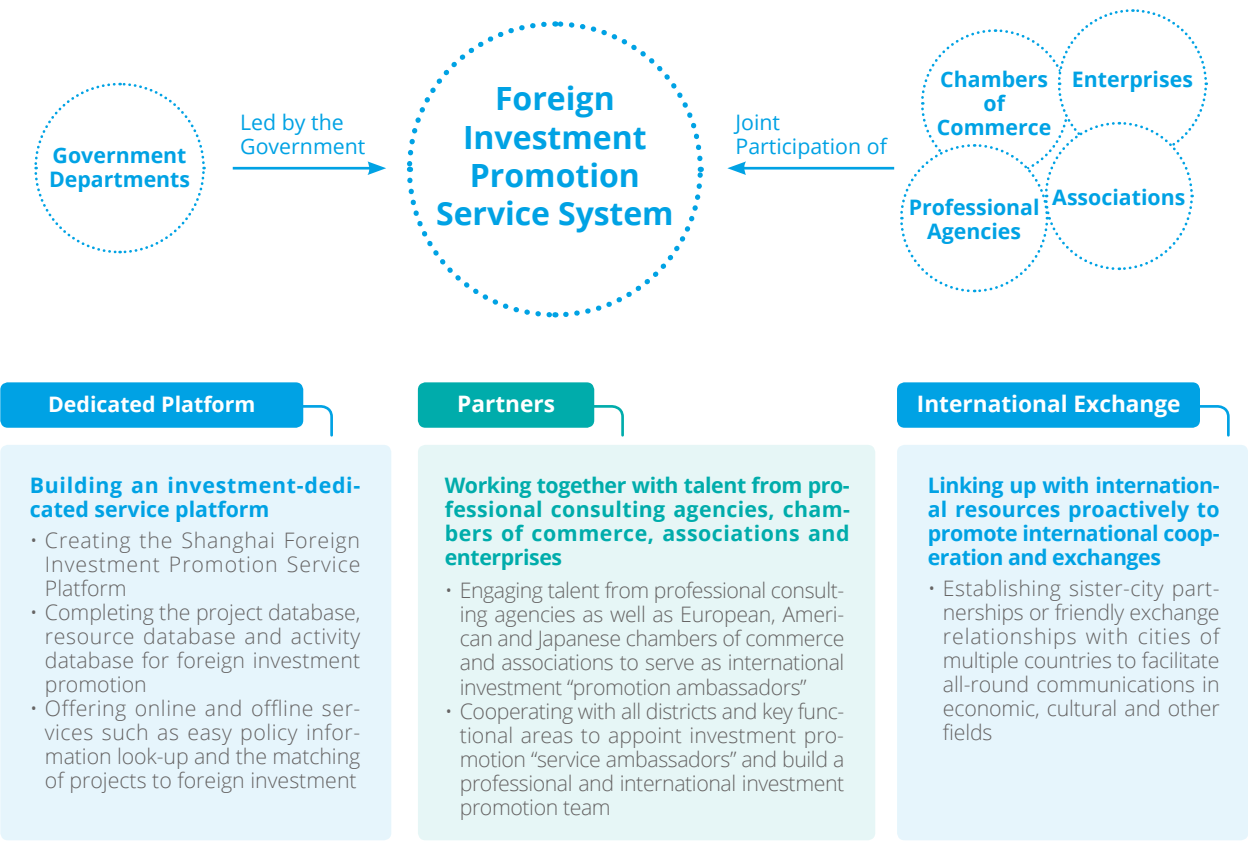 Government
Departments
Led by the
Government
Foreign
Investment
Promotion
Service System
Joint
Participation of
Chambers
of
Commerce
Enterprises
Professional
Agencies
Associations
Dedicated Platform
Building an investment-dedi-
cated service platform
· Creating the Shanghai Foreign
Investment Promotion Service
Platform
· Completing the project database,
resource database and activity
database for foreign investment
promotion
· Offering online and offline ser-
vices such as easy policy infor-
mation look-up and the matching
of projects to foreign investment
Partners
Working together with talent from pro-
fessional consulting agencies, cham-
bers of commerce, associations and
enterprises
· Engaging talent from professional consult-
ing agencies as well as European, Ameri-
can and Japanese chambers of commerce
and associations to serve as international
investment “promotion ambassadors”
· Cooperating with all districts and key func-
tional areas to appoint investment pro-
motion “service ambassadors” and build a
professional and international investment
promotion team
International Exchange
Linking up with internation-
al resources proactively to
promote international coop-
eration and exchanges
· Establishing sister-city part-
nerships or friendly exchange
relationships with cities of
multiple countries to facilitate
all-round communications in
economic, cultural and other
fields